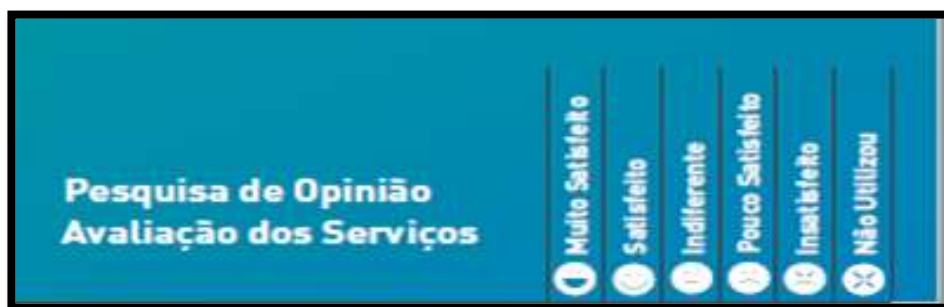 Pesquisa de Opinião
Avaliação dos Serviços
Muito Satisfeito
Satisfeito
Indiferente
Pouco Satisfeito
Insatisfeito
Não Utilizou